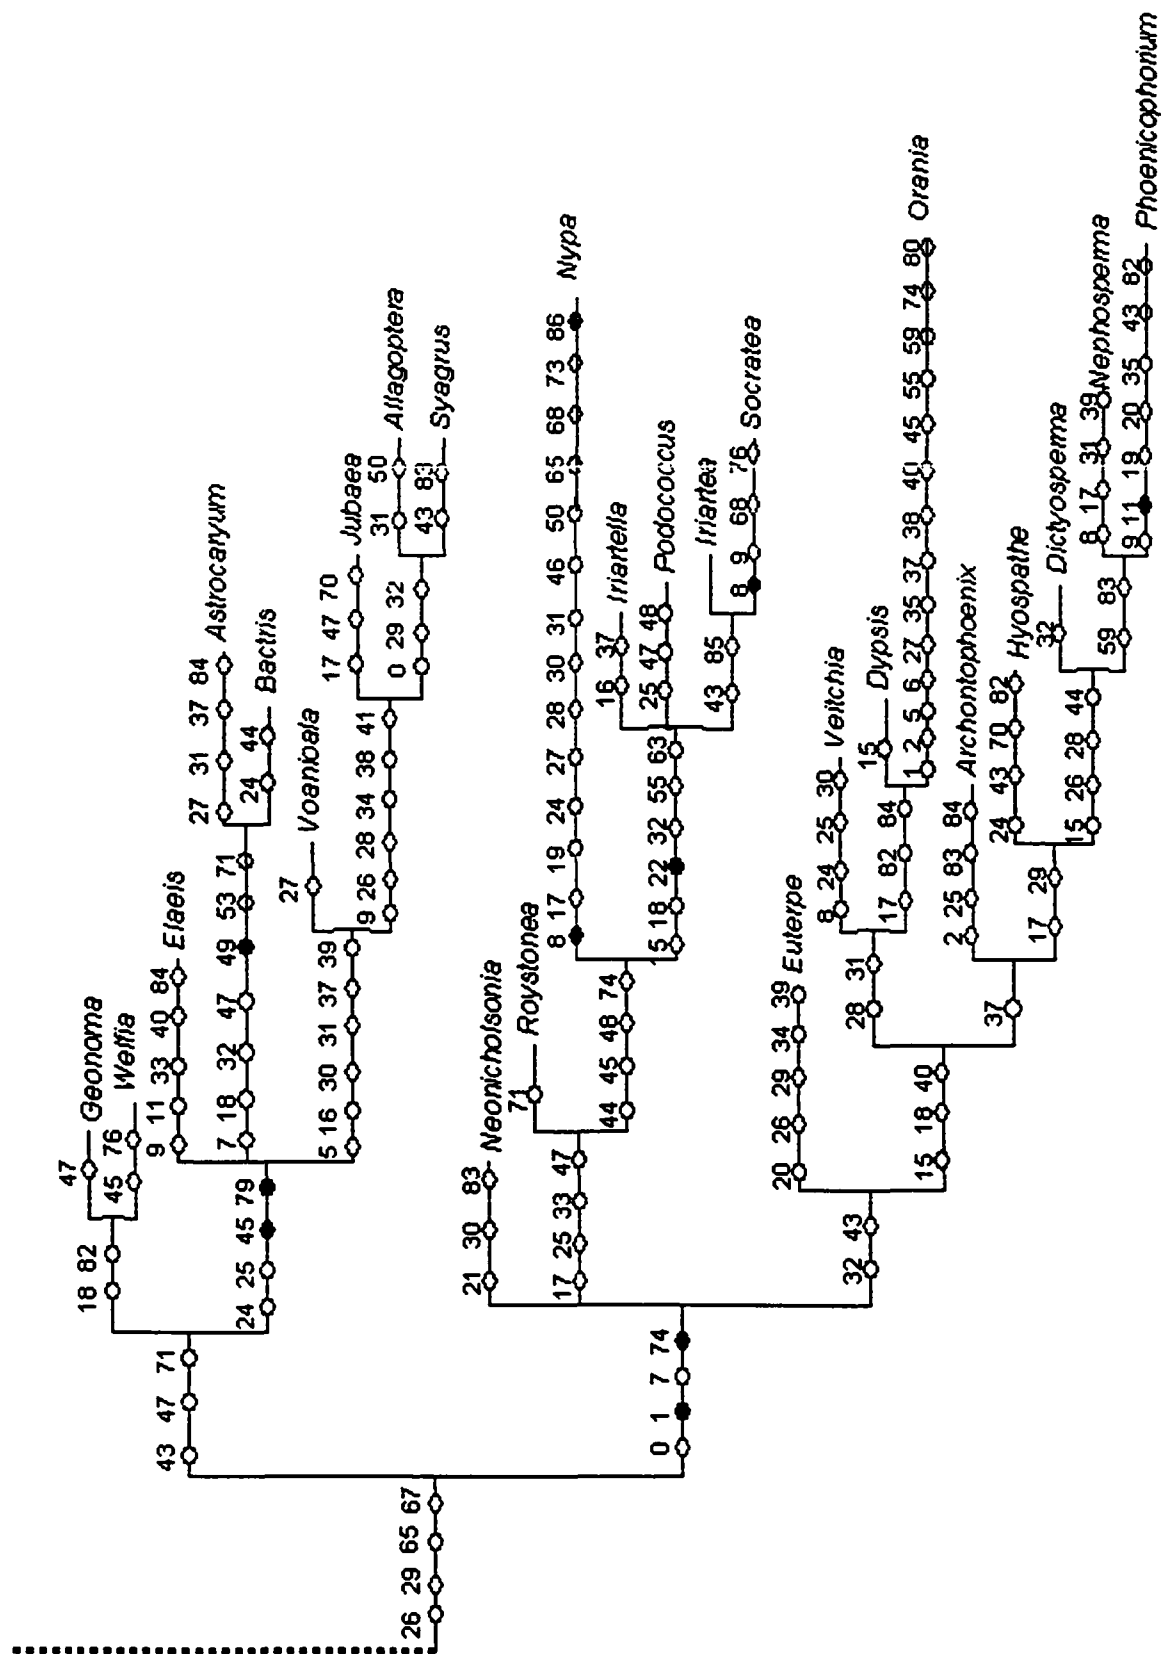 47 Geonoma
18 82
45 76 Welfia
43 47 71
9 11 33 40 84 Elaeis
24 25 45 79
7 18 32 47 49 53 71
27 31 37 84 Astrocaryum
24 44 Bactris
5 16 30 31 37 39
27 Voanioala
9 26 28 34 38 41
17 47 70 Jubaea
0 29 32
31 50 Allagoptera
43 83 Syagrus
26 29 65 67
21 30 83 Neonicholsonia
0 1 7 74
17 25 33 47
71 Roystonea
44 45 48 74
8 17 19 24 27 28 30 31 46 50 65 68 73 86 Nypa
5 18 22 32 55 63
16 37 Iriartella
25 47 48 Podococcus
43 85
Iriartea
8 9 68 76 Socratea
32 43
20 26 29 34 39 Euterpe
15 18 40
28 31
8 24 25 30 Veitchia
17 82 84
15 Dypsis
1 2 5 6 27 35 37 38 40 45 55 59 74 80 Orania
37
2 25 83 84 Archontophoenix
17 29
24 43 70 82 Hyospathe
15 26 28 44
32 Dictyosperma
59 83
8 17 31 39 Nephosperma
9 11 19 20 35 43 82 Phoenicophorium